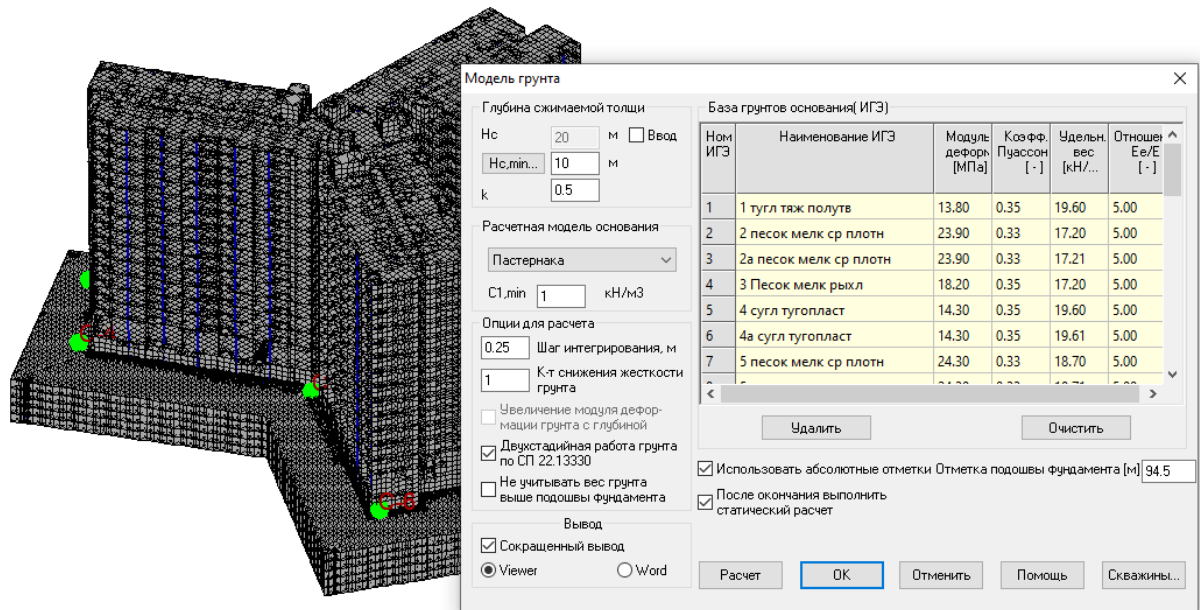 Модель грунта
Глубина сжимаемой толщи
Hc 20 м Ввод
Hc,min... 10 м
k 0.5
Расчетная модель основания
Пастернака
C1,min 1 кН/м3
Опции для расчета
0.25 Шаг интегрирования, м
1 К-т снижения жесткости
грунта
Увеличение модуля дефор-
мации грунта с глубиной
Двухстадийная работа грунта
по СП 22.13330
Не учитывать вес грунта
выше подошвы фундамента
Вывод
Сокращенный вывод
Viewer Word
База грунтов основания( ИГЭ)
Ном Наименование ИГЭ Модуль Коэфф. Удельн. Отношен
ИГЭ деформ Пуассон вес Ee/E
[МПа] [ - ] [кН/... [ - ]
1 1 тугл тяж полутв 13.80 0.35 19.60 5.00
2 2 песок мелк ср плотн 23.90 0.33 17.20 5.00
3 2а песок мелк ср плотн 23.90 0.33 17.21 5.00
4 3 Песок мелк рыхл 18.20 0.35 17.20 5.00
5 4 сугл тугопласт 14.30 0.35 19.60 5.00
6 4а сугл тугопласт 14.30 0.35 19.61 5.00
7 5 песок мелк ср плотн 24.30 0.33 18.70 5.00
Удалить Очистить
Использовать абсолютные отметки Отметка подошвы фундамента [м] 94.5
После окончания выполнить
статический расчет
Расчет OK Отменить Помощь Скважины...